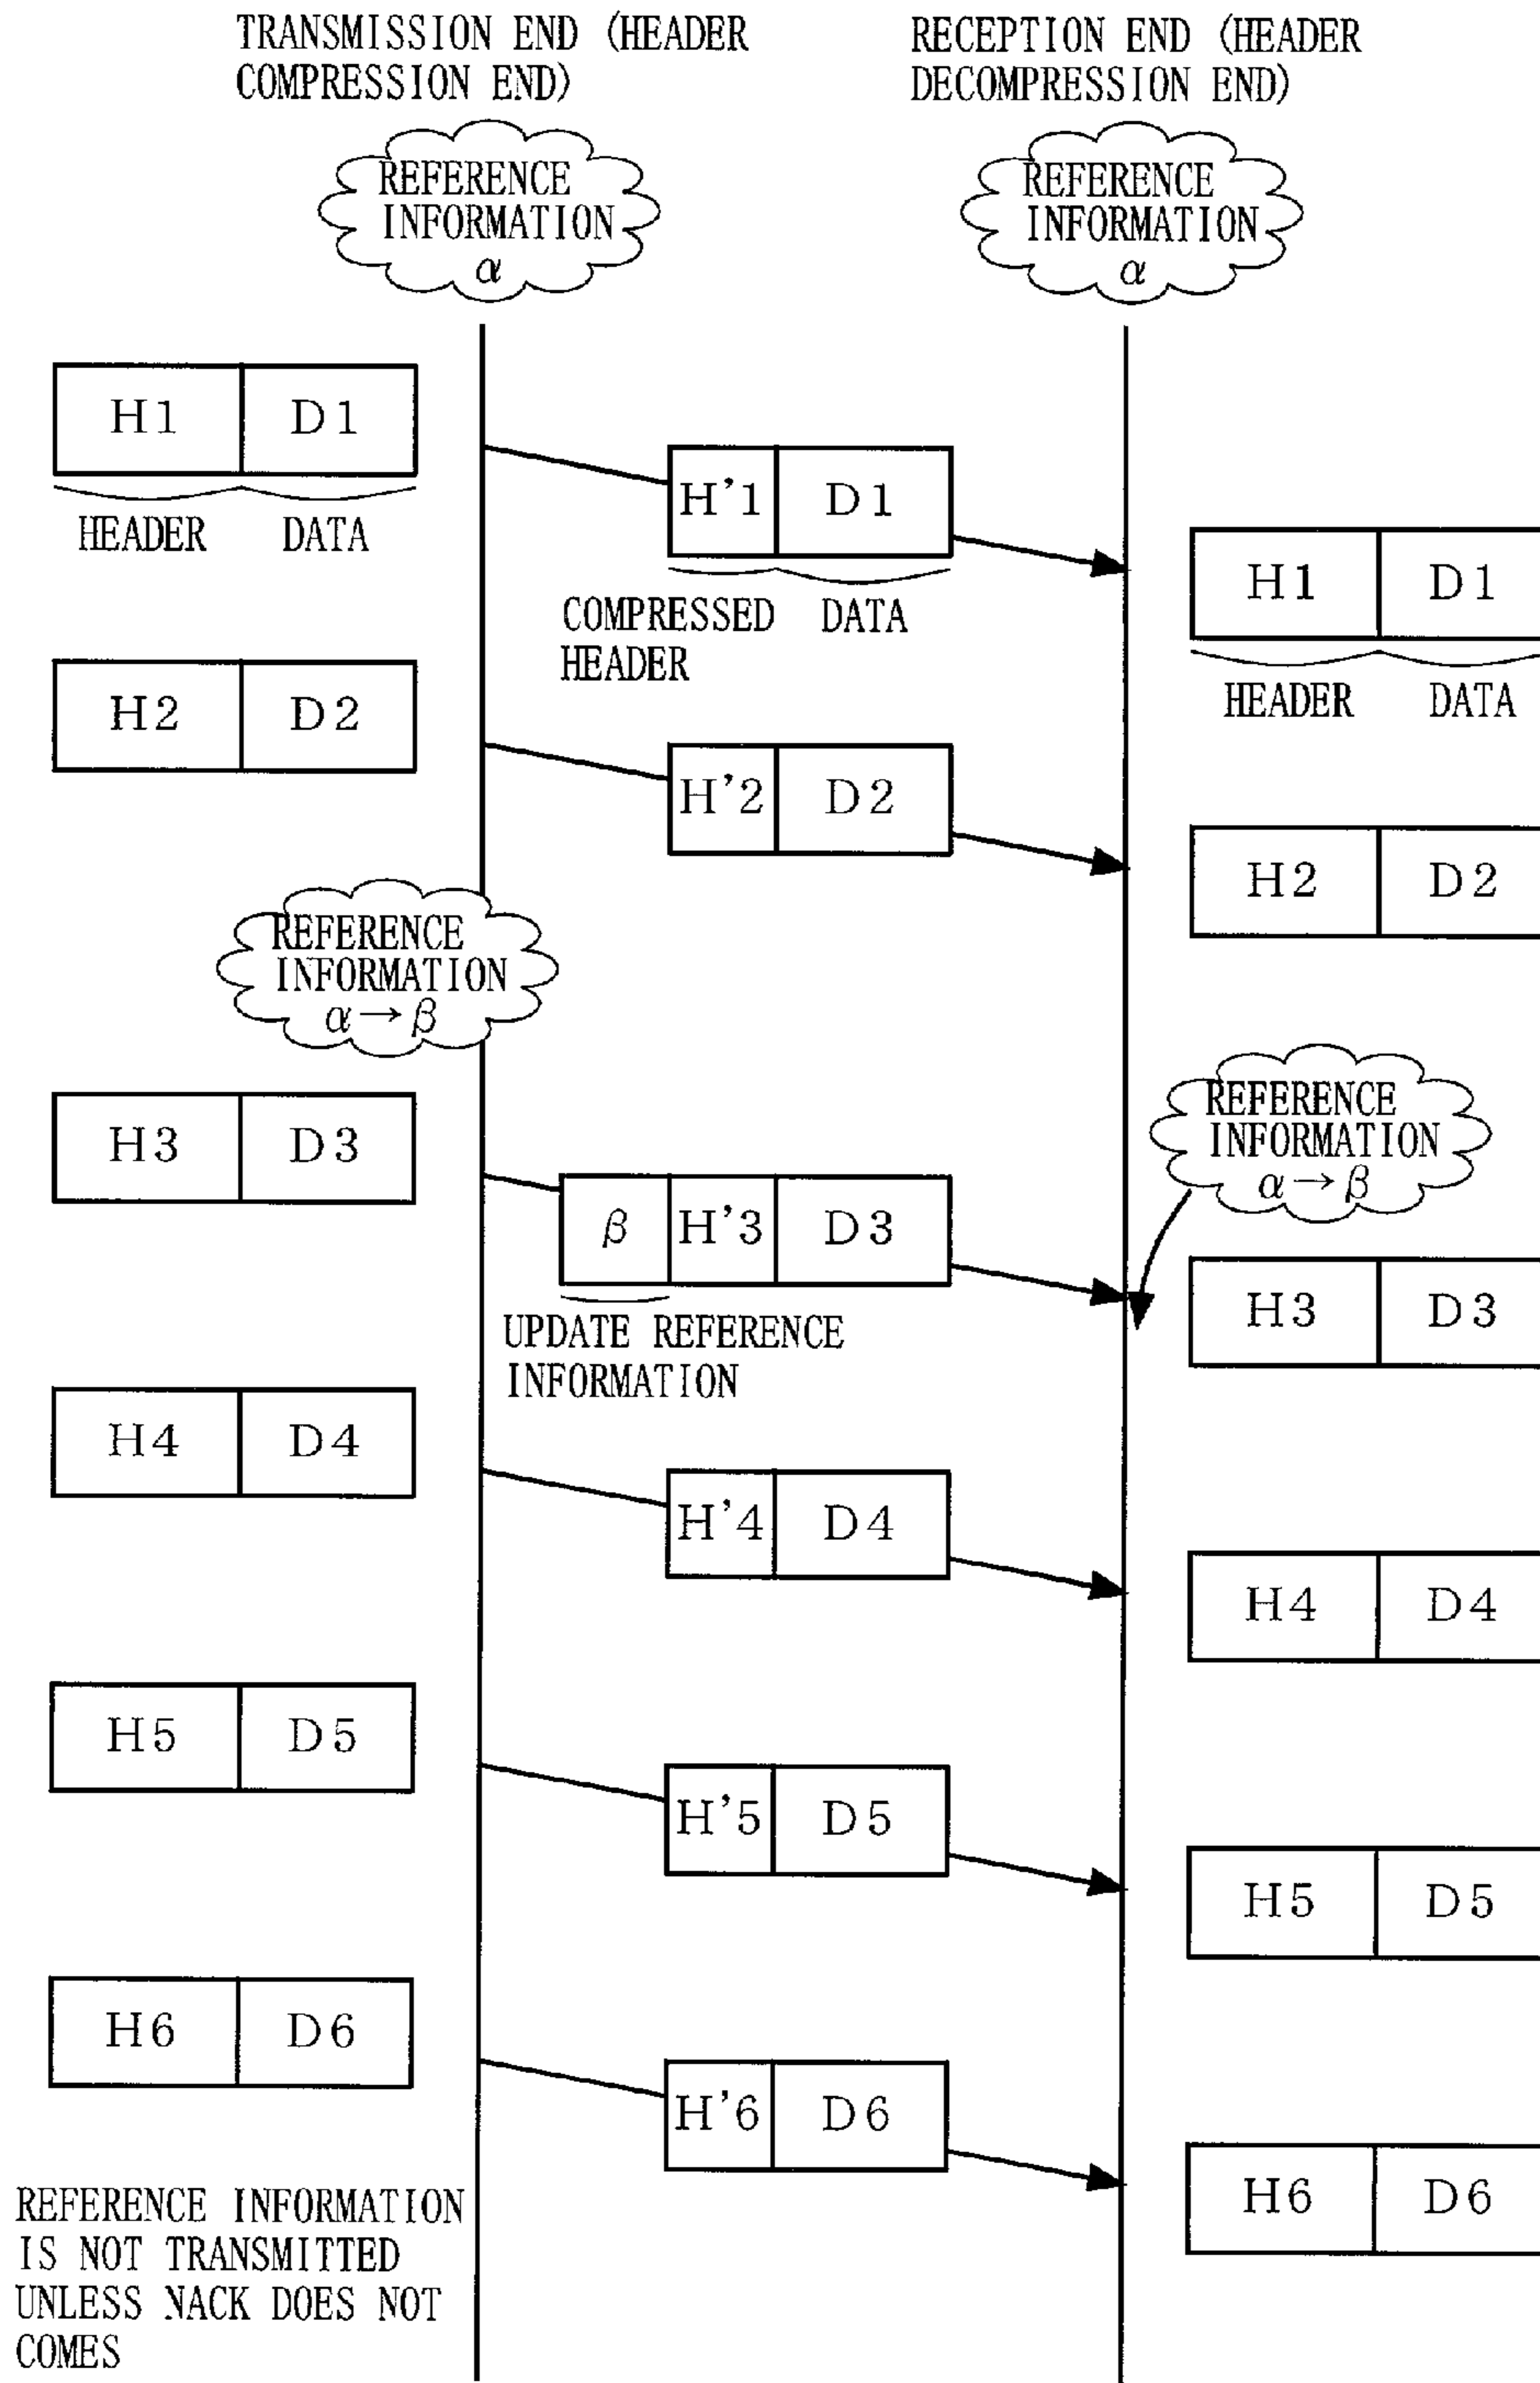 TRANSMISSION END (HEADER
COMPRESSION END)
RECEPTION END (HEADER
DECOMPRESSION END)
REFERENCE
INFORMATION
α
REFERENCE
INFORMATION
α
H1 D1
HEADER DATA
H'1 D1
COMPRESSED DATA
HEADER
H1 D1
HEADER DATA
H2 D2
H'2 D2
H2 D2
REFERENCE
INFORMATION
α→β
H3 D3
REFERENCE
INFORMATION
α→β
β H'3 D3
UPDATE REFERENCE
INFORMATION
H3 D3
H4 D4
H'4 D4
H4 D4
H5 D5
H'5 D5
H5 D5
H6 D6
H'6 D6
H6 D6
REFERENCE INFORMATION
IS NOT TRANSMITTED
UNLESS NACK DOES NOT
COMES